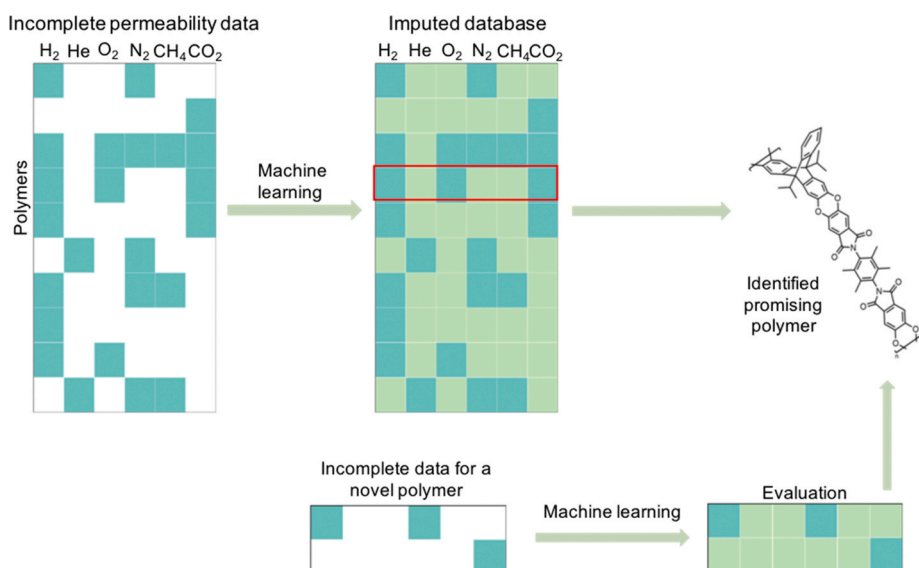 Incomplete permeability data
H₂ He O₂ N₂ CH₄ CO₂
Polymers
Machine
learning
Imputed database
H₂ He O₂ N₂ CH₄ CO₂
Identified
promising
polymer
O
O
O
N
O
O
N
O
O
O
n
Incomplete data for a
novel polymer
Machine learning
Evaluation